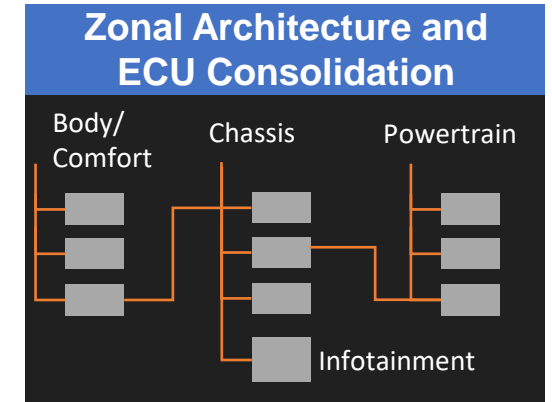 Zonal Architecture and
ECU Consolidation
Body/
Comfort
Chassis
Powertrain
Infotainment